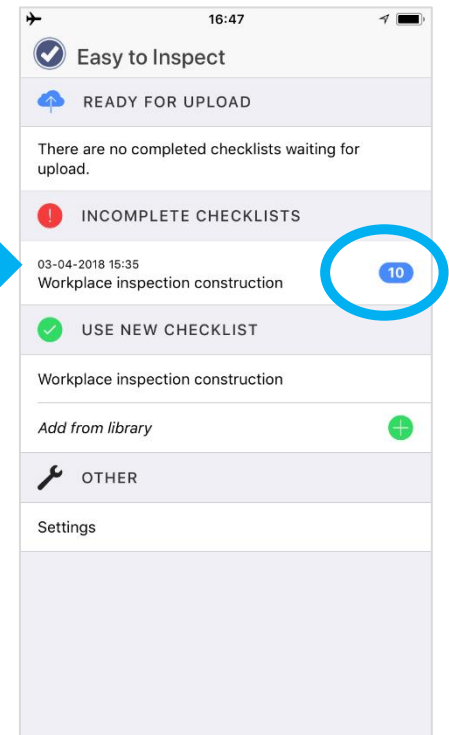 16:47
Easy to Inspect
READY FOR UPLOAD
There are no completed checklists waiting for
upload.
INCOMPLETE CHECKLISTS
03-04-2018 15:35
Workplace inspection construction
10
USE NEW CHECKLIST
Workplace inspection construction
Add from library
OTHER
Settings